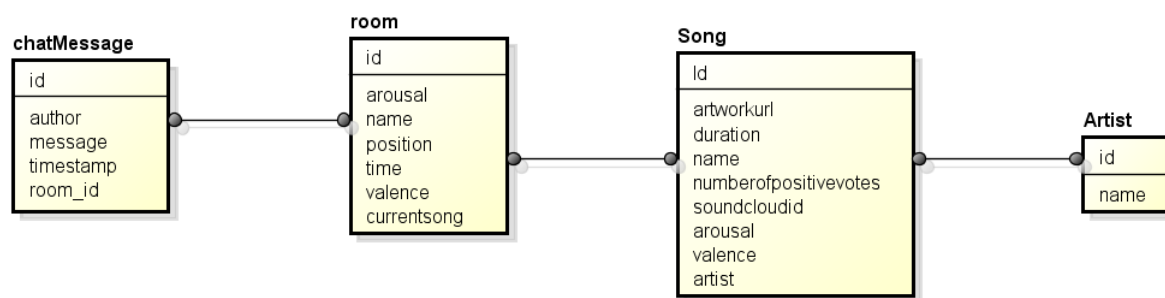 chatMessage
id
author
message
timestamp
room_id
room
id
arousal
name
position
time
valence
currentsong
Song
Id
artworkurl
duration
name
numberofpositivevotes
soundcloudid
arousal
valence
artist
Artist
id
name